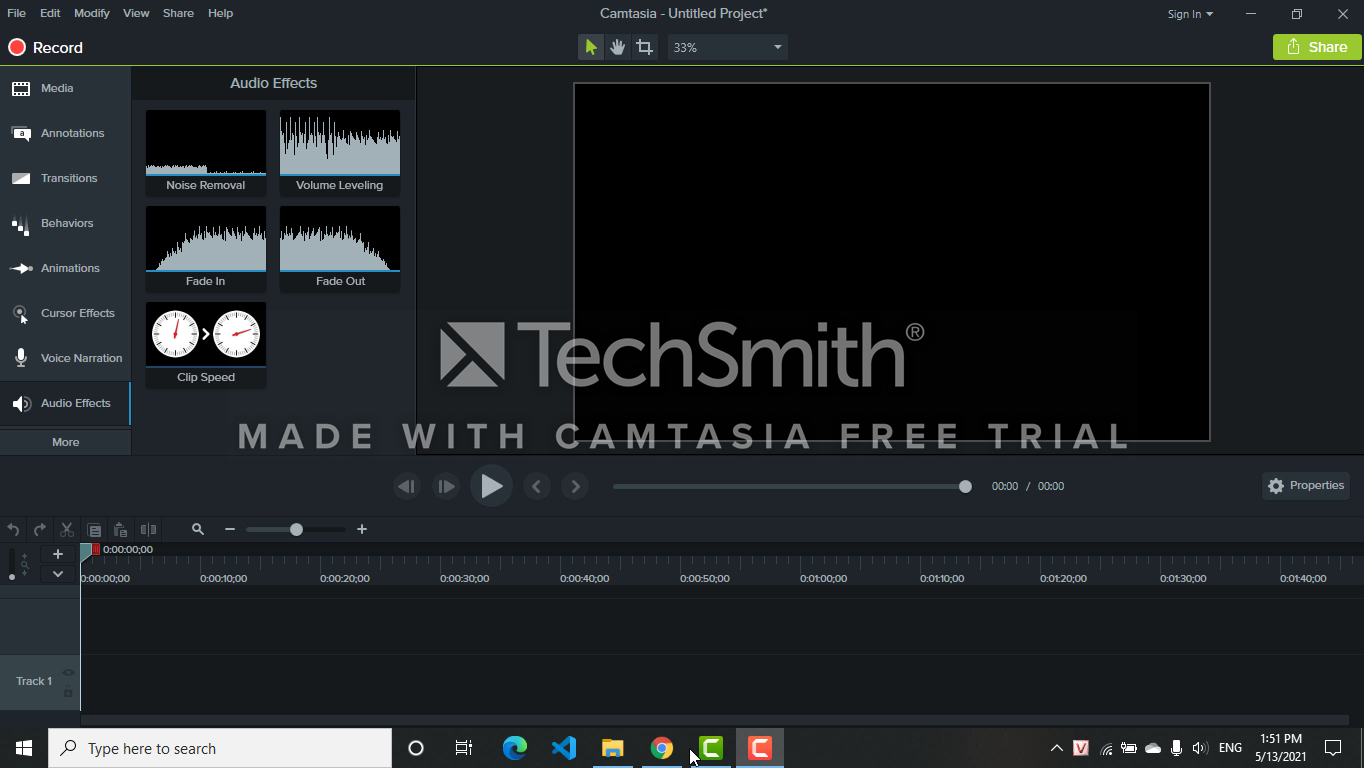 File Edit Modify View Share Help
Camtasia - Untitled Project*
Sign In
Record
33%
Share
Media
Annotations
Transitions
Behaviors
Animations
Cursor Effects
Voice Narration
Audio Effects
More
Audio Effects
Noise Removal
Volume Leveling
Fade In
Fade Out
Clip Speed
TechSmith®
MADE WITH CAMTASIA FREE TRIAL
00:00 / 00:00
Properties
0:00:00;00
0:00:00;00 0:00:10;00 0:00:20;00 0:00:30;00 0:00:40;00 0:00:50;00 0:01:00;00 0:01:10;00 0:01:20;00 0:01:30;00 0:01:40;00
Track 1
Type here to search
ENG
1:51 PM
5/13/2021